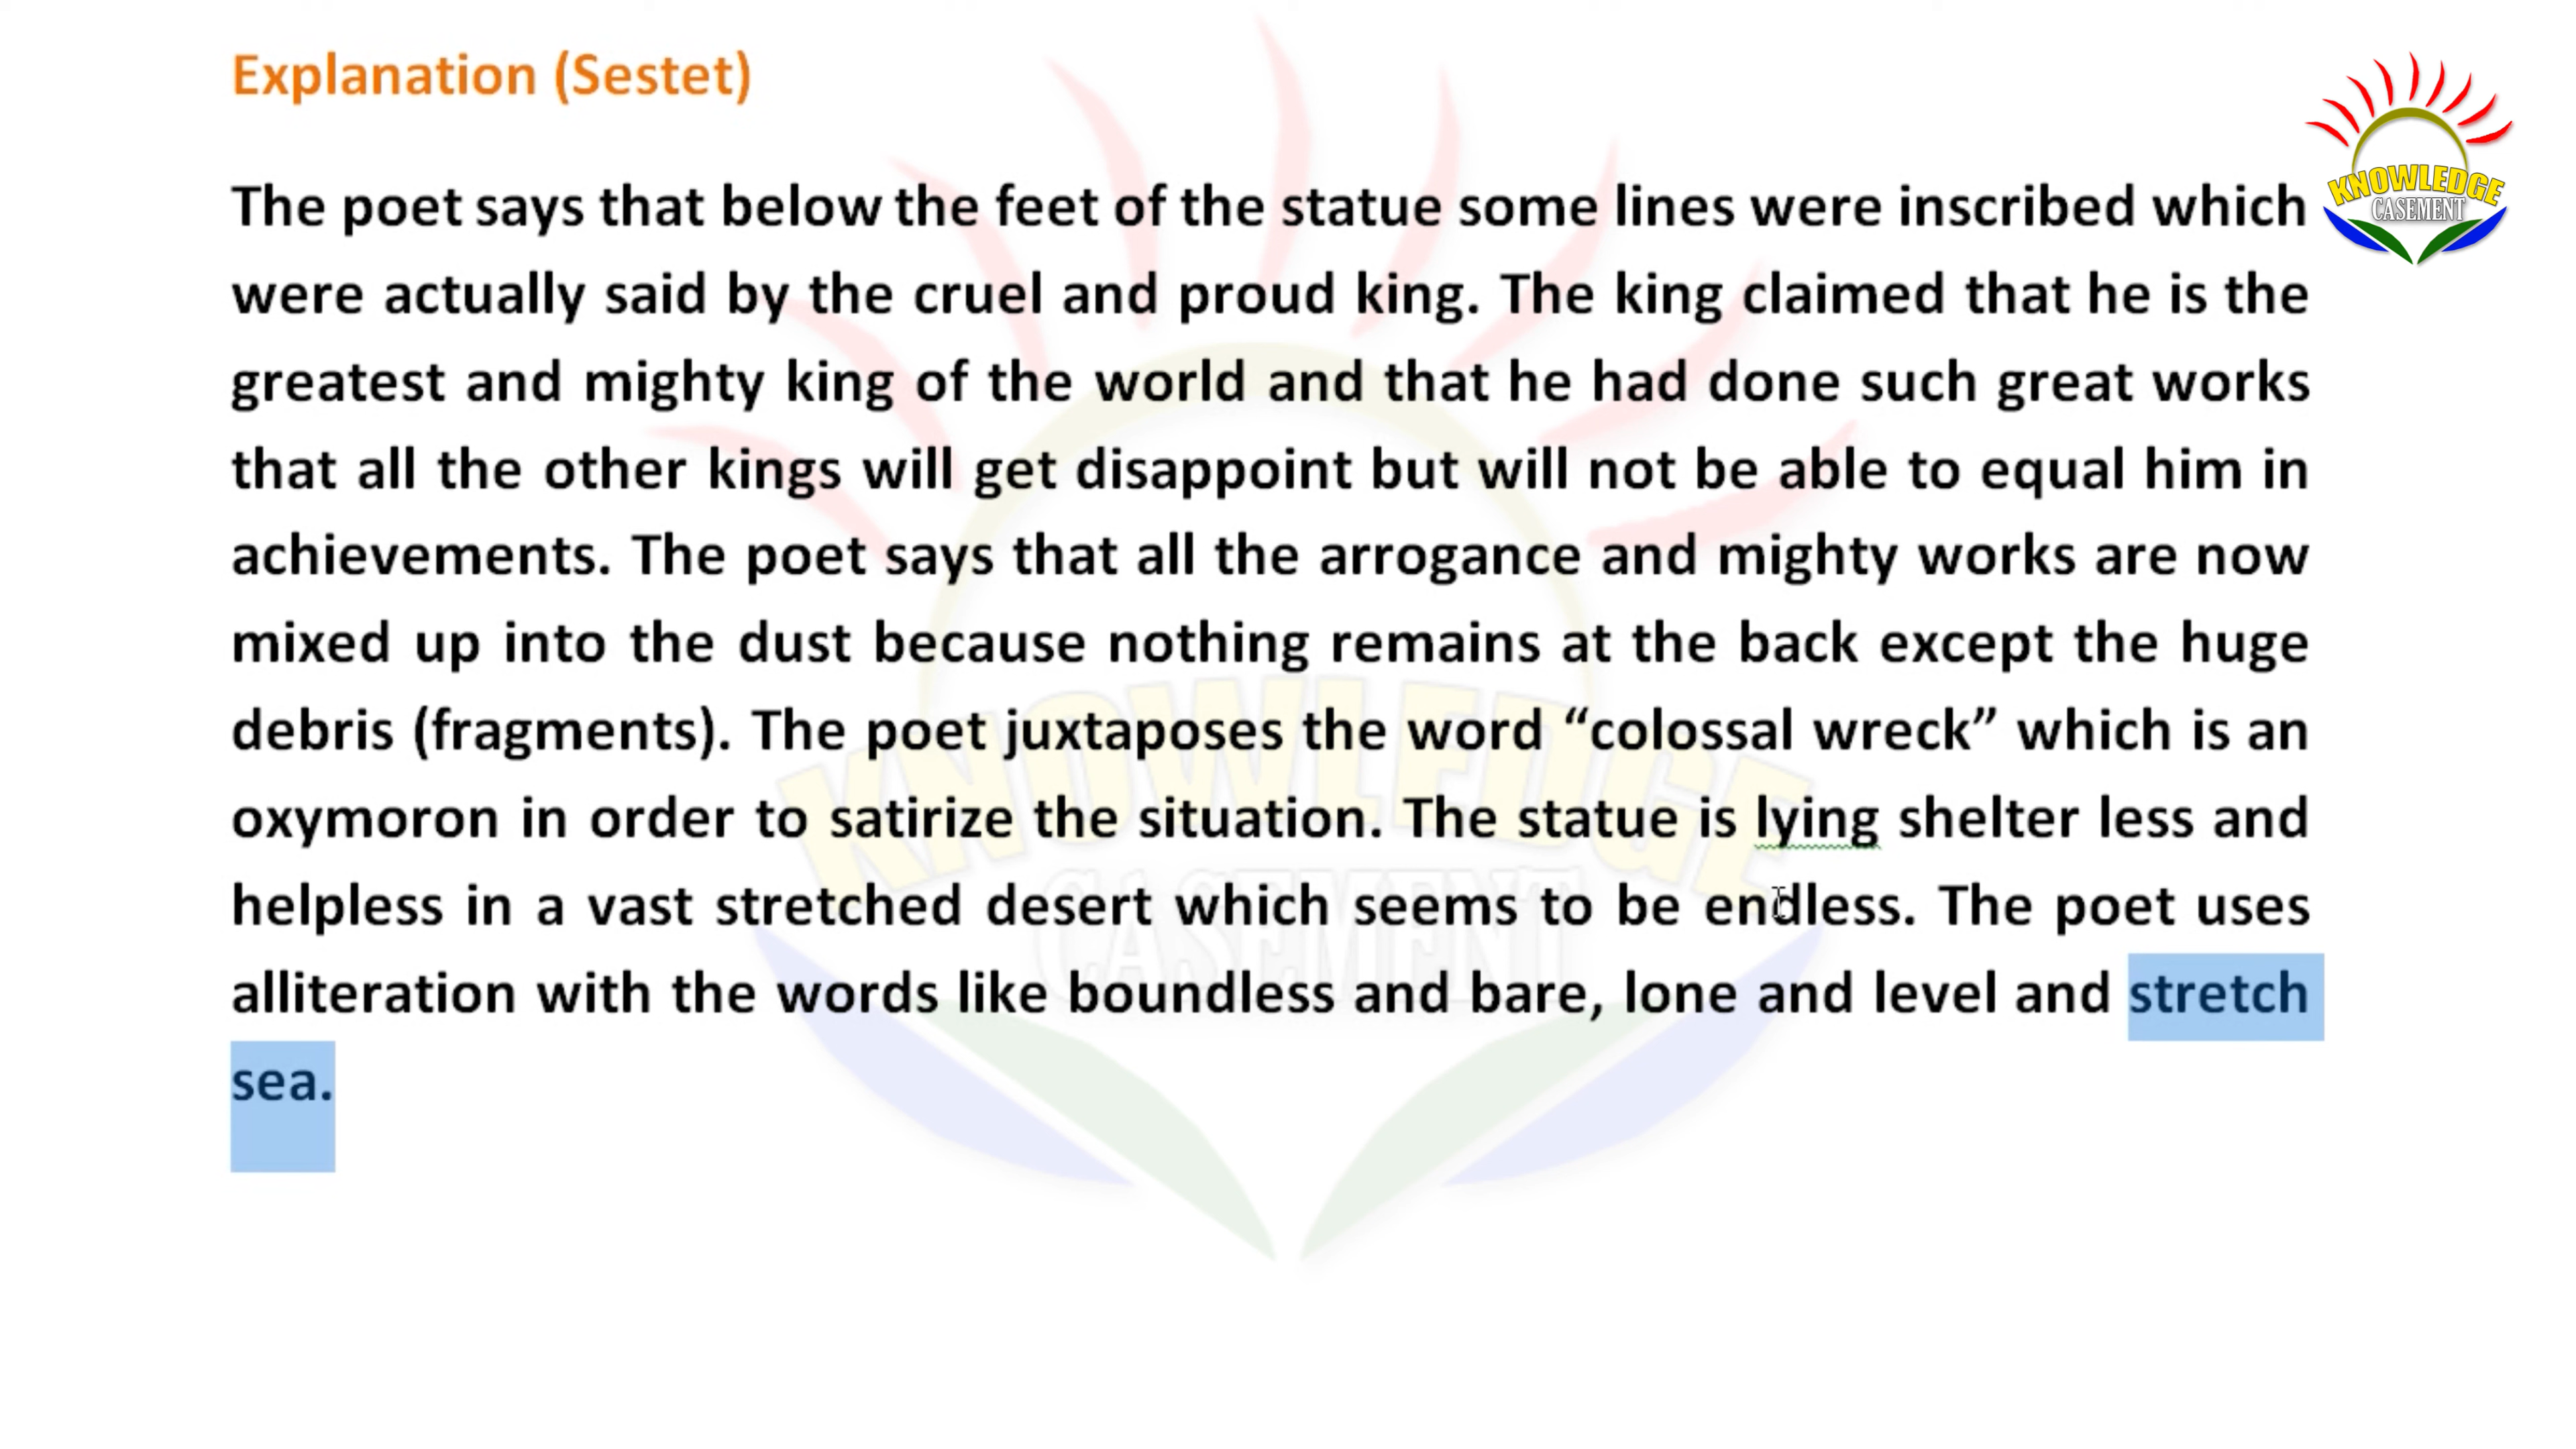 Explanation (Sestet)
KNOWLEDGE
CASEMENT
The poet says that below the feet of the statue some lines were inscribed which
were actually said by the cruel and proud king. The king claimed that he is the
greatest and mighty king of the world and that he had done such great works
that all the other kings will get disappoint but will not be able to equal him in
achievements. The poet says that all the arrogance and mighty works are now
mixed up into the dust because nothing remains at the back except the huge
debris (fragments). The poet juxtaposes the word “colossal wreck” which is an
oxymoron in order to satirize the situation. The statue is lying shelter less and
helpless in a vast stretched desert which seems to be endless. The poet uses
alliteration with the words like boundless and bare, lone and level and stretch
sea.
KNOWLEDGE
CASEMENT